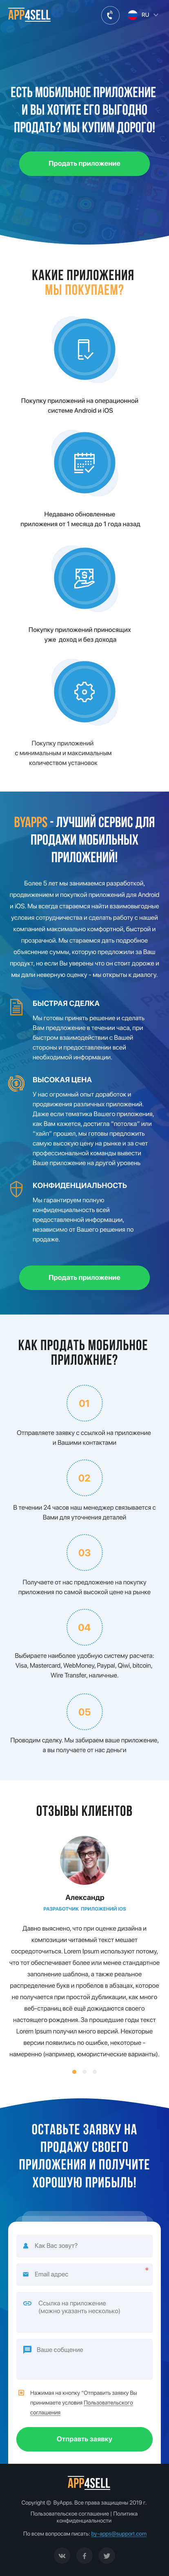 APP4SELL
RU
ЕСТЬ МОБИЛЬНОЕ ПРИЛОЖЕНИЕ
И ВЫ ХОТИТЕ ЕГО ВЫГОДНО
ПРОДАТЬ? МЫ КУПИМ ДОРОГО!
Продать приложение
КАКИЕ ПРИЛОЖЕНИЯ
МЫ ПОКУПАЕМ?
Покупку приложений на операционной
системе Android и iOS
Недавано обновленные
приложения от 1 месяца до 1 года назад
Покупку приложений приносящих
уже доход и без дохода
Покупку приложений
с минимальным и максимальным
количеством установок
BYAPPS - ЛУЧШИЙ СЕРВИС ДЛЯ
ПРОДАЖИ МОБИЛЬНЫХ
ПРИЛОЖЕНИЙ!
Более 5 лет мы занимаемся разработкой,
продвижением и покупкой приложений для Android
и iOS. Мы всегда стараемся найти взаимовыгодные
условия сотрудничества и сделать работу с нашей
компанией максимально комфортной, быстрой и
прозрачной. Мы стараемся дать подробное
объяснение суммы, которую предложили за Ваш
продукт, но если Вы уверены что он стоит дороже и
мы дали неверную оценку - мы открыты к диалогу.
БЫСТРАЯ СДЕЛКА
Мы готовы принять решение и сделать
Вам предложение в течении часа, при
быстром взаимодействии с Вашей
стороны и предоставлении всей
необходимой информации.
ВЫСОКАЯ ЦЕНА
У нас огромный опыт доработок и
продвижения различных приложений.
Даже если тематика Вашего приложения,
как Вам кажется, достигла "потолка" или
"хайп" прошел, мы готовы предложить
самую высокую цену на рынке и за счет
профессиональной команды вывести
Ваше приложение на другой уровень
КОНФИДЕНЦИАЛЬНОСТЬ
Мы гарантируем полную
конфиденциальность всей
предоставленной информации,
независимо от Вашего решения по
продаже.
Продать приложение
КАК ПРОДАТЬ МОБИЛЬНОЕ
ПРИЛОЖНИЕ?
01
Отправляете заявку с ссылкой на приложение
и Вашими контактами
02
В течении 24 часов наш менеджер связывается с
Вами для уточнения деталей
03
Получаете от нас предложение на покупку
приложения по самой высокой цене на рынке
04
Выбираете наиболее удобную систему расчета:
Visa, Mastercard, WebMoney, Paypal, Qiwi, bitcoin,
Wire Transfer, наличные.
05
Проводим сделку. Мы забираем ваше приложение,
а вы получаете от нас деньги
ОТЗЫВЫ КЛИЕНТОВ
Александр
РАЗРАБОТЧИК ПРИЛОЖЕНИЙ IOS
Давно выяснено, что при оценке дизайна и
композиции читаемый текст мешает
сосредоточиться. Lorem Ipsum используют потому,
что тот обеспечивает более или менее стандартное
заполнение шаблона, а также реальное
распределение букв и пробелов в абзацах, которое
не получается при простой дубликации, как много
веб-страниц всё ещё дожидаются своего
настоящего рождения. За прошедшие годы текст
Lorem Ipsum получил много версий. Некоторые
версии появились по ошибке, некоторые -
намеренно (например, юмористические варианты).
ОСТАВЬТЕ ЗАЯВКУ НА
ПРОДАЖУ СВОЕГО
ПРИЛОЖЕНИЯ И ПОЛУЧИТЕ
ХОРОШУЮ ПРИБЫЛЬ!
Как Вас Зовут?
Email адрес
*
Ссылка на приложение
(можно указанть несколько)
Ваше собщение
Нажимая на кнопку "Отправить заявку Вы
принимаете условия Пользовательского
соглашения
Отпрвать заявку
APP4SELL
Copyright © ByApps. Все права защищены 2019 г.
Пользовательское соглашение | Политика
конфиденциальности
По всем вопросам писать: by-apps@support.com